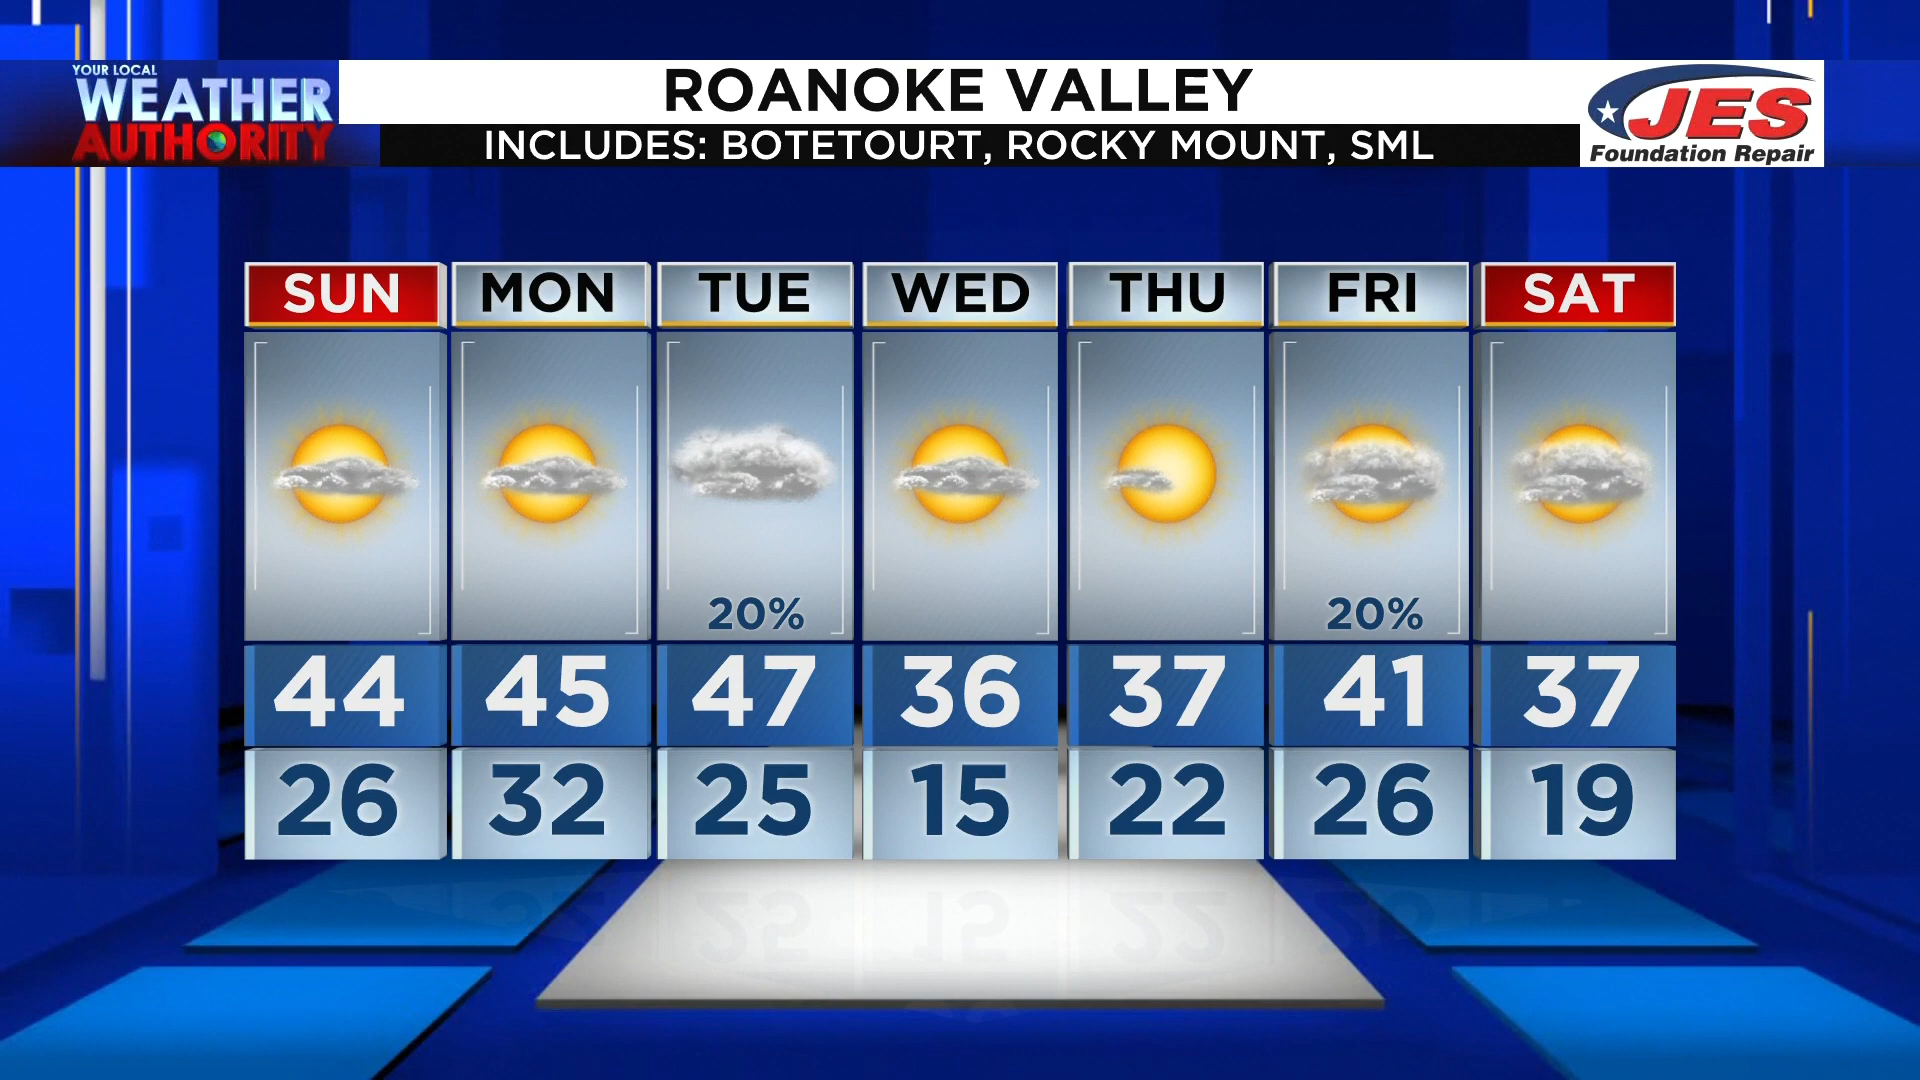 YOUR LOCAL
WEATHER
AUTHORITY
ROANOKE VALLEY
INCLUDES: BOTETOURT, ROCKY MOUNT, SML
JES
Foundation Repair
SUN MON TUE WED THU FRI SAT
20% 20%
44 45 47 36 37 41 37
26 32 25 15 22 26 19